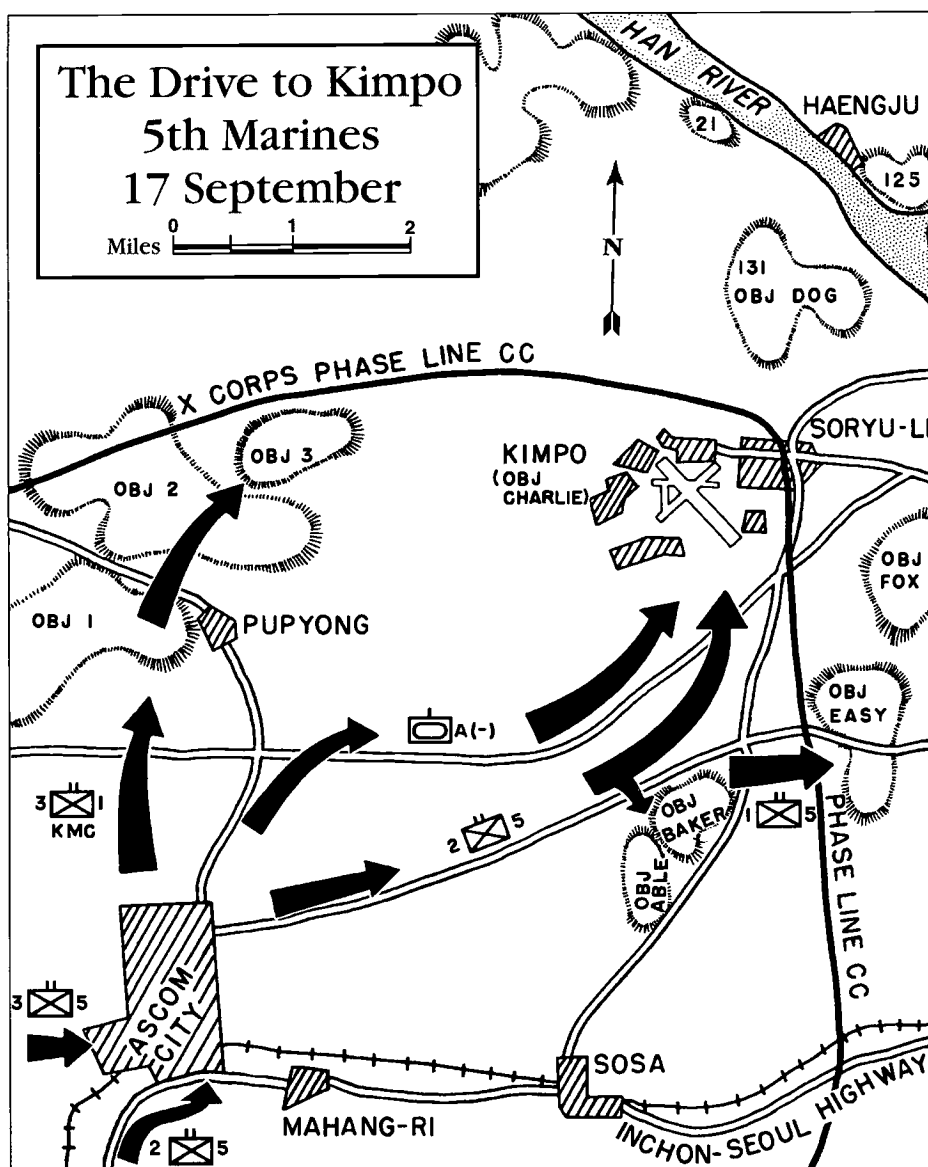 The Drive to Kimpo
5th Marines
17 September
0 1 2
Miles
HAN RIVER
HAENGJU
21
125
N
131
OBJ DOG
X CORPS PHASE LINE CC
SORYU-L
KIMPO
(OBJ
CHARLIE)
OBJ 3
OBJ 2
OBJ 1
OBJ
FOX
PUPYONG
OBJ
EASY
A(-)
3 1
KMC
2 5
OBJ
BAKER
1 5
OBJ
ABLE
PHASE LINE CC
3 5
ASCOM
CITY
SOSA
MAHANG-RI
INCHON-SEOUL HIGHWAY
2 5